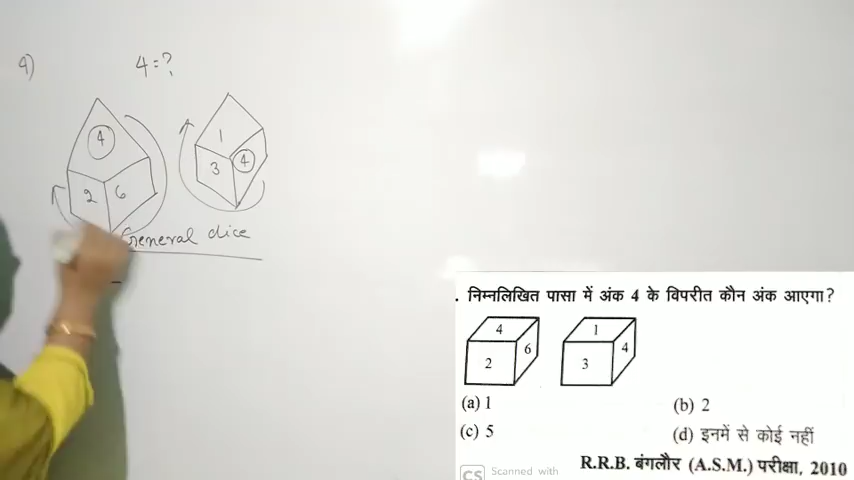 9)
4=?
4
2 6
1
3 4
General dice
. निम्नलिखित पासा में अंक 4 के विपरीत कौन अंक आएगा?
4
2 6
1
3 4
(a) 1
(b) 2
(c) 5
(d) इनमें से कोई नहीं
R.R.B. बंगलौर (A.S.M.) परीक्षा, 2010
CS Scanned with